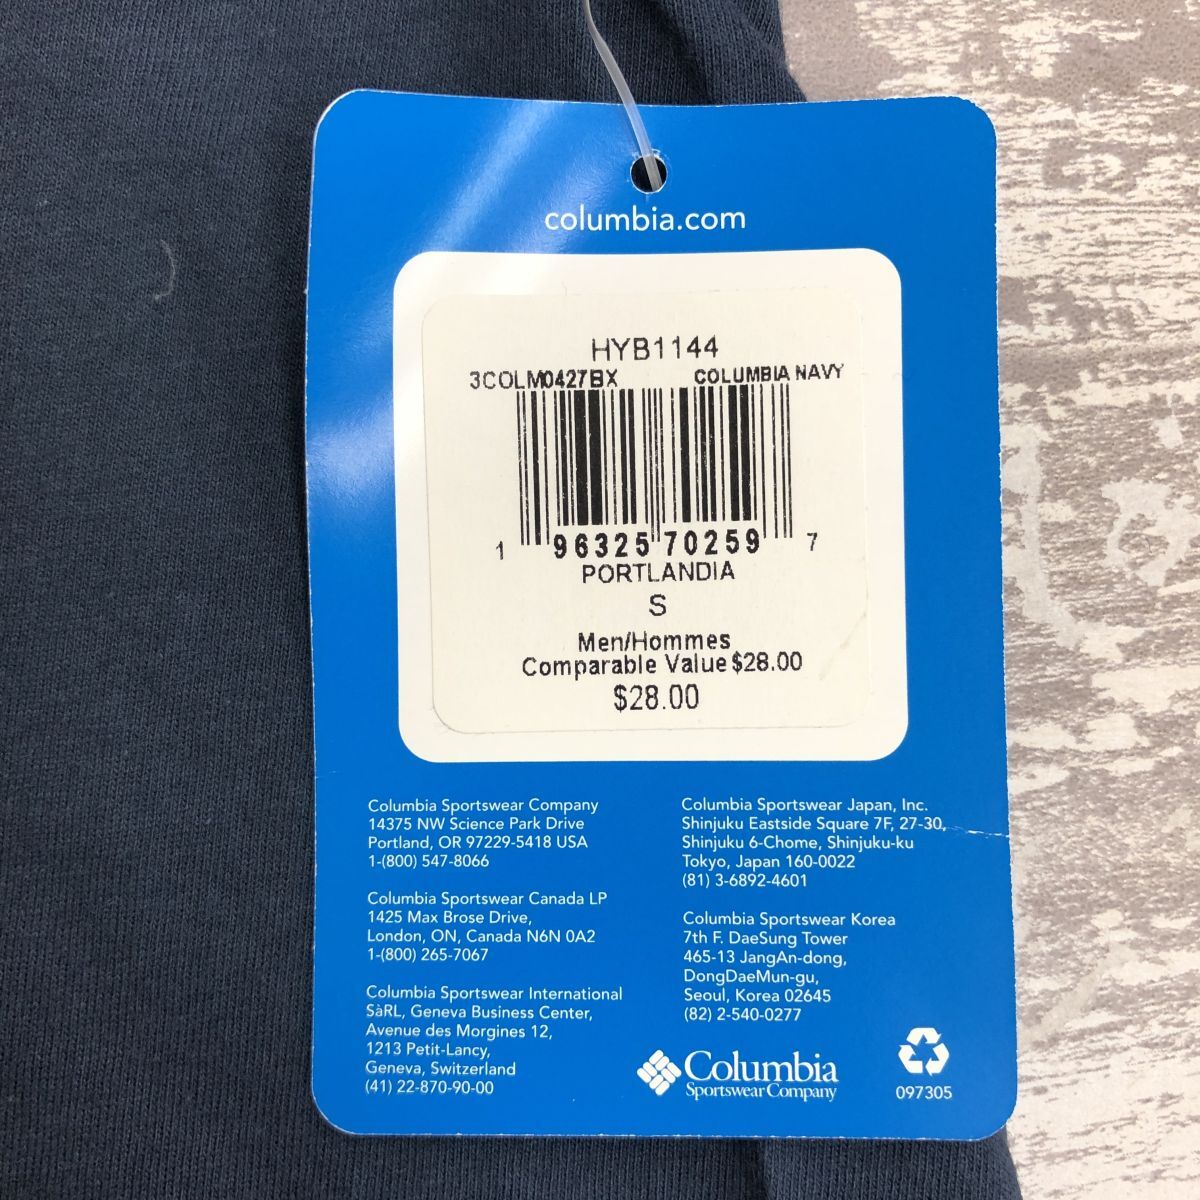 columbia.com
HYB1144
3COLM0427BX COLUMBIA NAVY
1 96325 70259 7
PORTLANDIA
S
Men/Hommes
Comparable Value $28.00
$28.00
Columbia Sportswear Company
14375 NW Science Park Drive
Portland, OR 97229-5418 USA
1-(800) 547-8066
Columbia Sportswear Canada LP
1425 Max Brose Drive,
London, ON, Canada N6N 0A2
1-(800) 265-7067
Columbia Sportswear International
SàRL, Geneva Business Center,
Avenue des Morgines 12,
1213 Petit-Lancy,
Geneva, Switzerland
(41) 22-870-90-00
Columbia Sportswear Japan, Inc.
Shinjuku Eastside Square 7F, 27-30,
Shinjuku 6-Chome, Shinjuku-ku
Tokyo, Japan 160-0022
(81) 3-6892-4601
Columbia Sportswear Korea
7th F. DaeSung Tower
465-13 JangAn-dong,
DongDaeMun-gu,
Seoul, Korea 02645
(82) 2-540-0277
Columbia
Sportswear Company
097305